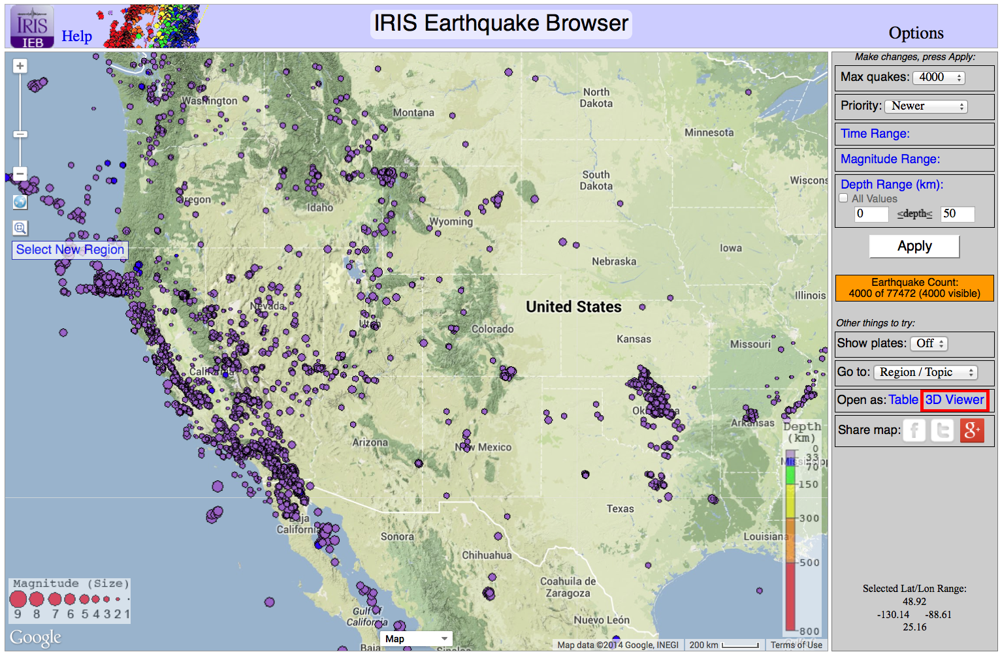 IRIS
IEB
Help
IRIS Earthquake Browser
Options
Make changes, press Apply:
Max quakes: 4000
Priority: Newer
Time Range:
Magnitude Range:
Depth Range (km):
All Values
0 ≤depth≤ 50
Apply
Earthquake Count:
4000 of 77472 (4000 visible)
Other things to try:
Show plates: Off
Go to: Region / Topic
Open as: Table 3D Viewer
Share map: f t g+
Selected Lat/Lon Range:
48.92
-130.14 -88.61
25.16
+
−
Select New Region
Washington
Montana
North
Dakota
Minnesota
South
Dakota
Wiscons
Oregon
Idaho
Wyoming
Iowa
Nebraska
Illinois
Nevada
United States
Utah
Colorado
Kansas
Missouri
California
Oklahoma
Arkansas
Arizona
New Mexico
Mississipp
Texas
Baja
California
Sonora
Louisiana
Chihuahua
Coahuila de
Zaragoza
Gulf of
California
Nuevo León
Baja
Sinaloa
Depth
(km)
0
33
70
150
300
500
800
Magnitude (Size)
9 8 7 6 5 4 3 2 1
Google
Map
Map data ©2014 Google, INEGI
200 km
Terms of Use